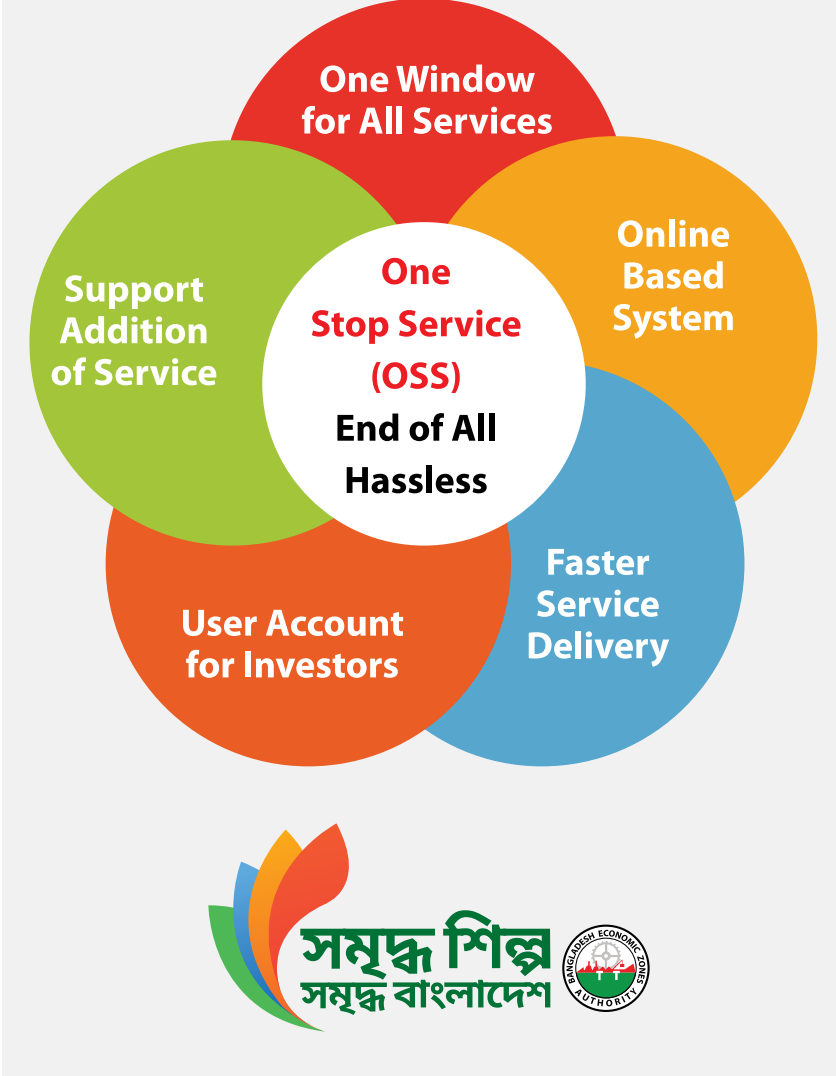 One Window
for All Services
Online
Based
System
Support
Addition
of Service
One
Stop Service
(OSS)
End of All
Hassless
Faster
Service
Delivery
User Account
for Investors
সমৃদ্ধ শিল্প
সমৃদ্ধ বাংলাদেশ
BANGLADESH ECONOMIC ZONES
AUTHORITY